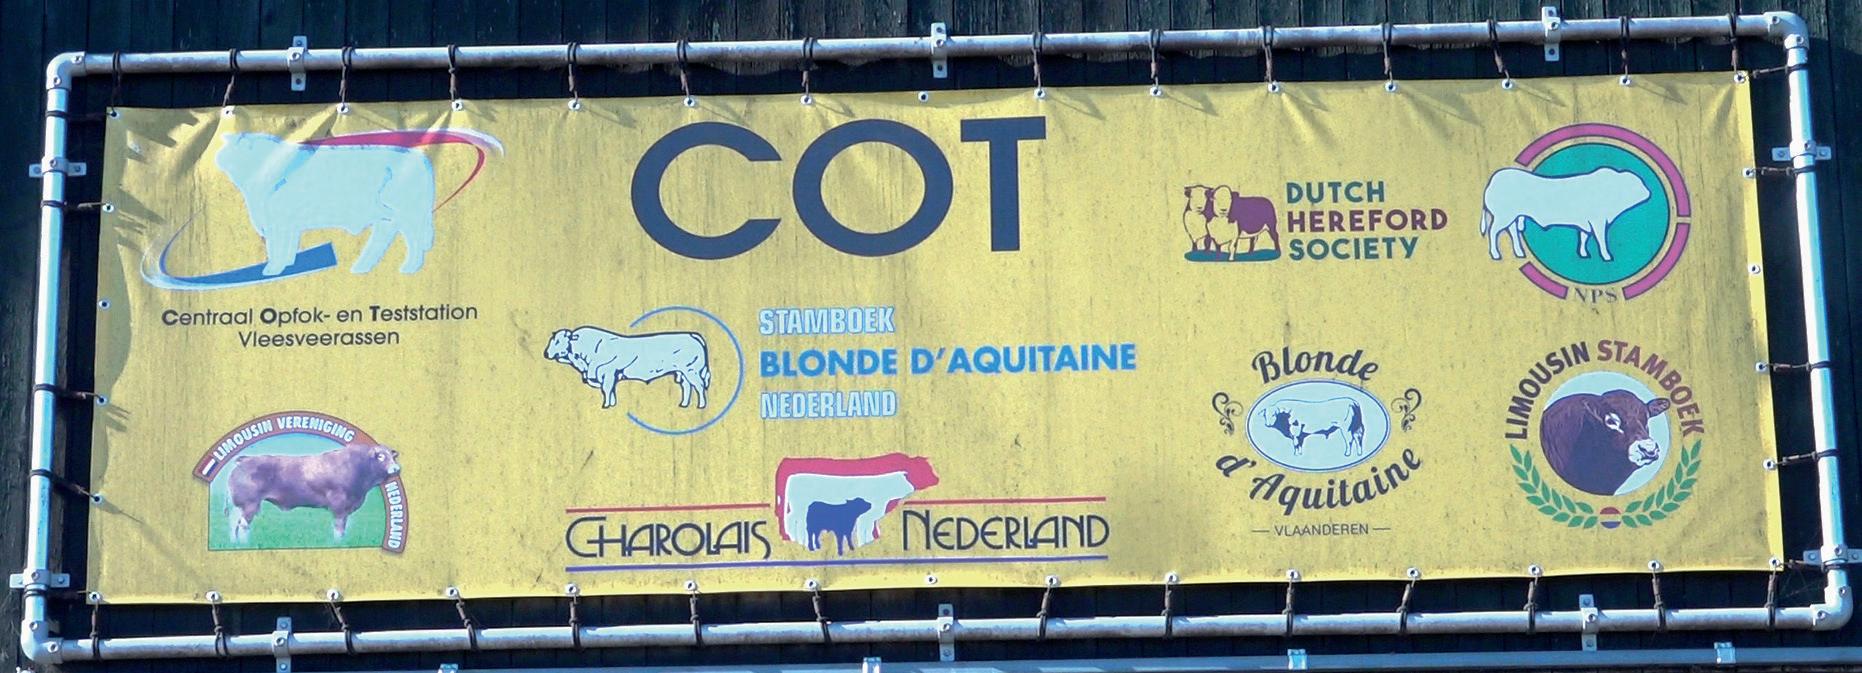 COT
Centraal Opfok- en Teststation
Vleesveerassen
LIMOUSIN VERENIGING NEDERLAND
STAMBOEK
BLONDE D'AQUITAINE
NEDERLAND
CHAROLAIS NEDERLAND
DUTCH
HEREFORD
SOCIETY
NPS
Blonde
d'Aquitaine
VLAANDEREN
LIMOUSIN STAMBOEK